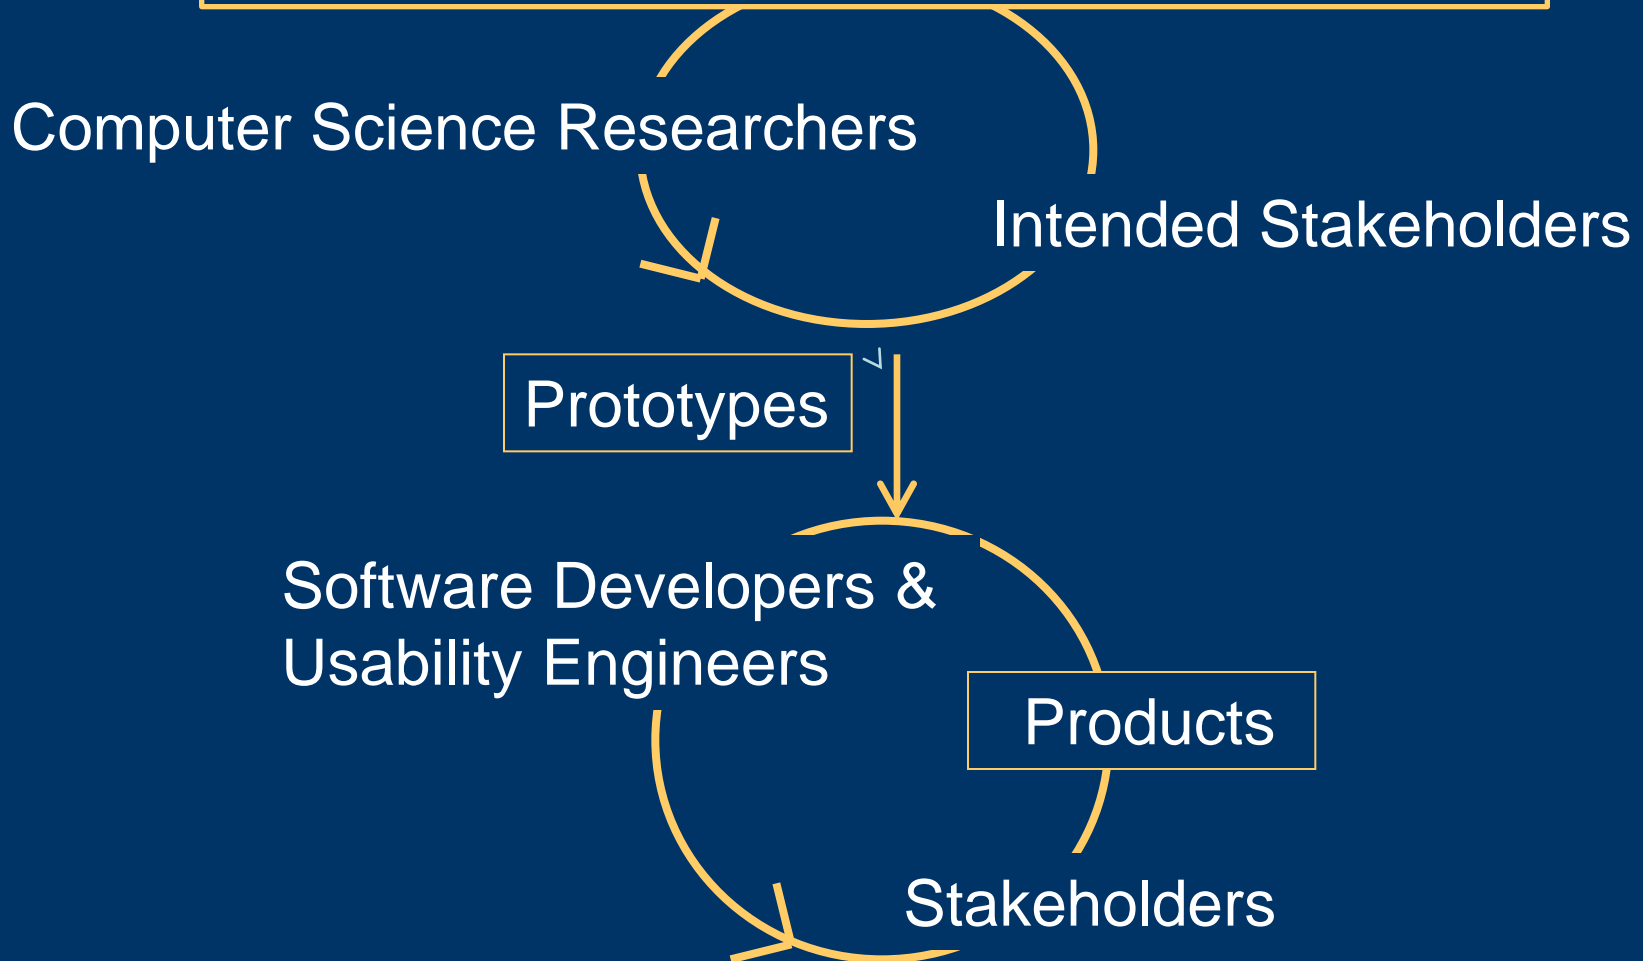 Computer Science Researchers
Intended Stakeholders
Prototypes
Software Developers &
Usability Engineers
Products
Stakeholders